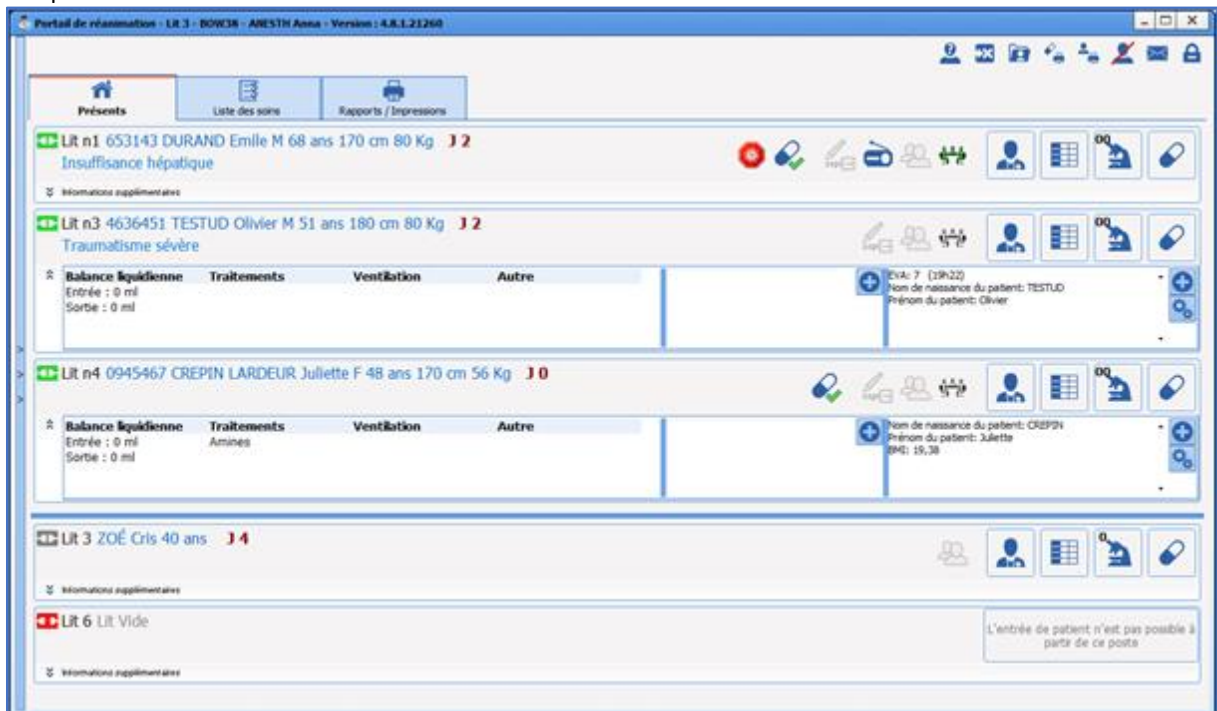 Portail de réanimation - Lit 3 - BOW38 - ANESTH Anna - Version : 4.8.1.21260
Présents
Liste des soins
Rapports / Impressions
Lit n1 653143 DURAND Emile M 68 ans 170 cm 80 Kg J 2
Insuffisance hépatique
Informations supplémentaires
Lit n3 4636451 TESTUD Olivier M 51 ans 180 cm 80 Kg J 2
Traumatisme sévère
Balance liquidienne Traitements Ventilation Autre
Entrée : 0 ml
Sortie : 0 ml
EVA: 7 (19h22)
Nom de naissance du patient: TESTUD
Prénom du patient: Olivier
Lit n4 0945467 CREPIN LARDEUR Juliette F 48 ans 170 cm 56 Kg J 0
Balance liquidienne Traitements Ventilation Autre
Entrée : 0 ml Amines
Sortie : 0 ml
Nom de naissance du patient: CREPIN
Prénom du patient: Juliette
BMI: 19,38
Lit 3 ZOÉ Cris 40 ans J 4
Informations supplémentaires
Lit 6 Lit Vide
L'entrée de patient n'est pas possible à
partir de ce poste
Informations supplémentaires